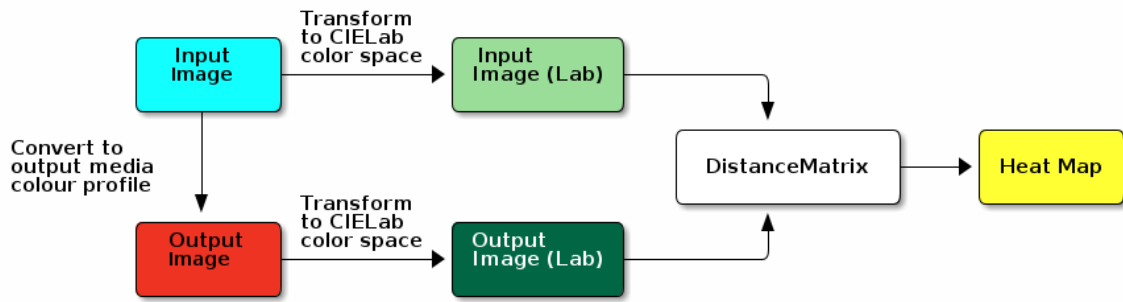 Transform
to CIELab
color space
Input
Image
Input
Image (Lab)
Convert to
output media
colour profile
DistanceMatrix
Heat Map
Transform
to CIELab
color space
Output
Image
Output
Image (Lab)